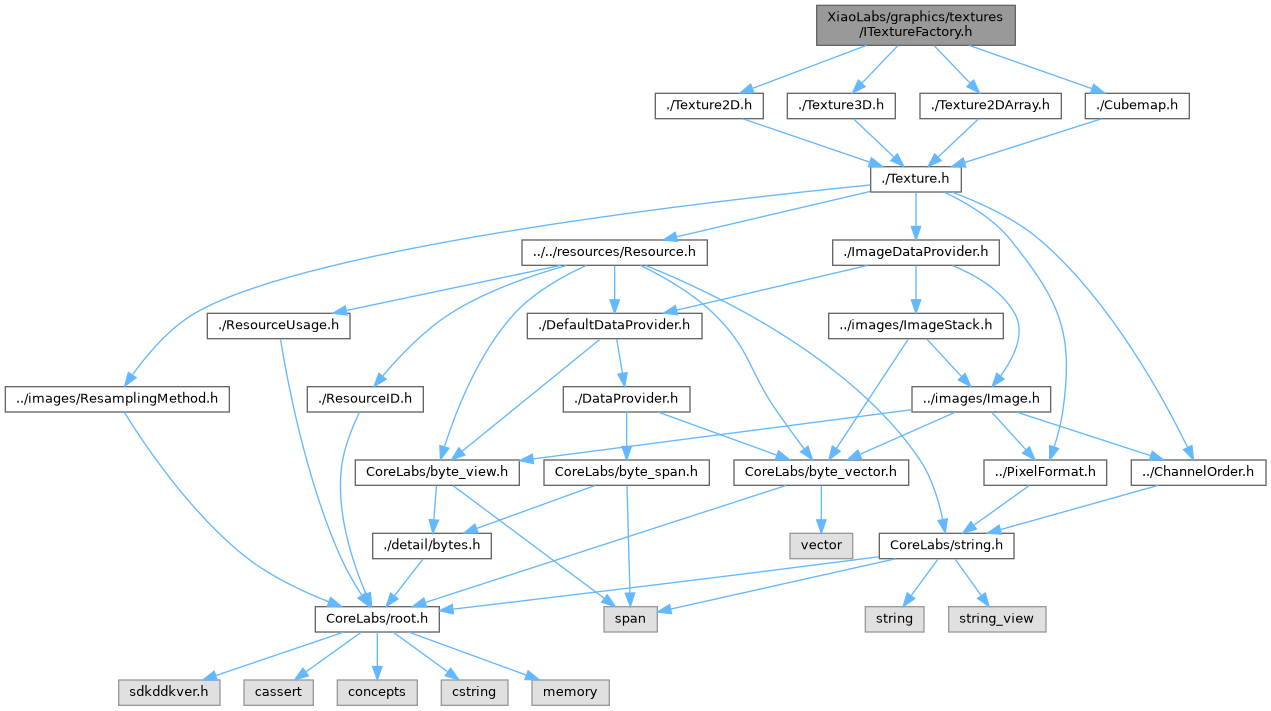 XiaoLabs/graphics/textures
/ITextureFactory.h
./Texture2D.h
./Texture3D.h
./Texture2DArray.h
./Cubemap.h
./Texture.h
../../resources/Resource.h
./ImageDataProvider.h
./ResourceUsage.h
./DefaultDataProvider.h
../images/ImageStack.h
../images/ResamplingMethod.h
./ResourceID.h
./DataProvider.h
../images/Image.h
CoreLabs/byte_view.h
CoreLabs/byte_span.h
CoreLabs/byte_vector.h
../PixelFormat.h
../ChannelOrder.h
./detail/bytes.h
vector
CoreLabs/string.h
CoreLabs/root.h
span
string
string_view
sdkddkver.h
cassert
concepts
cstring
memory